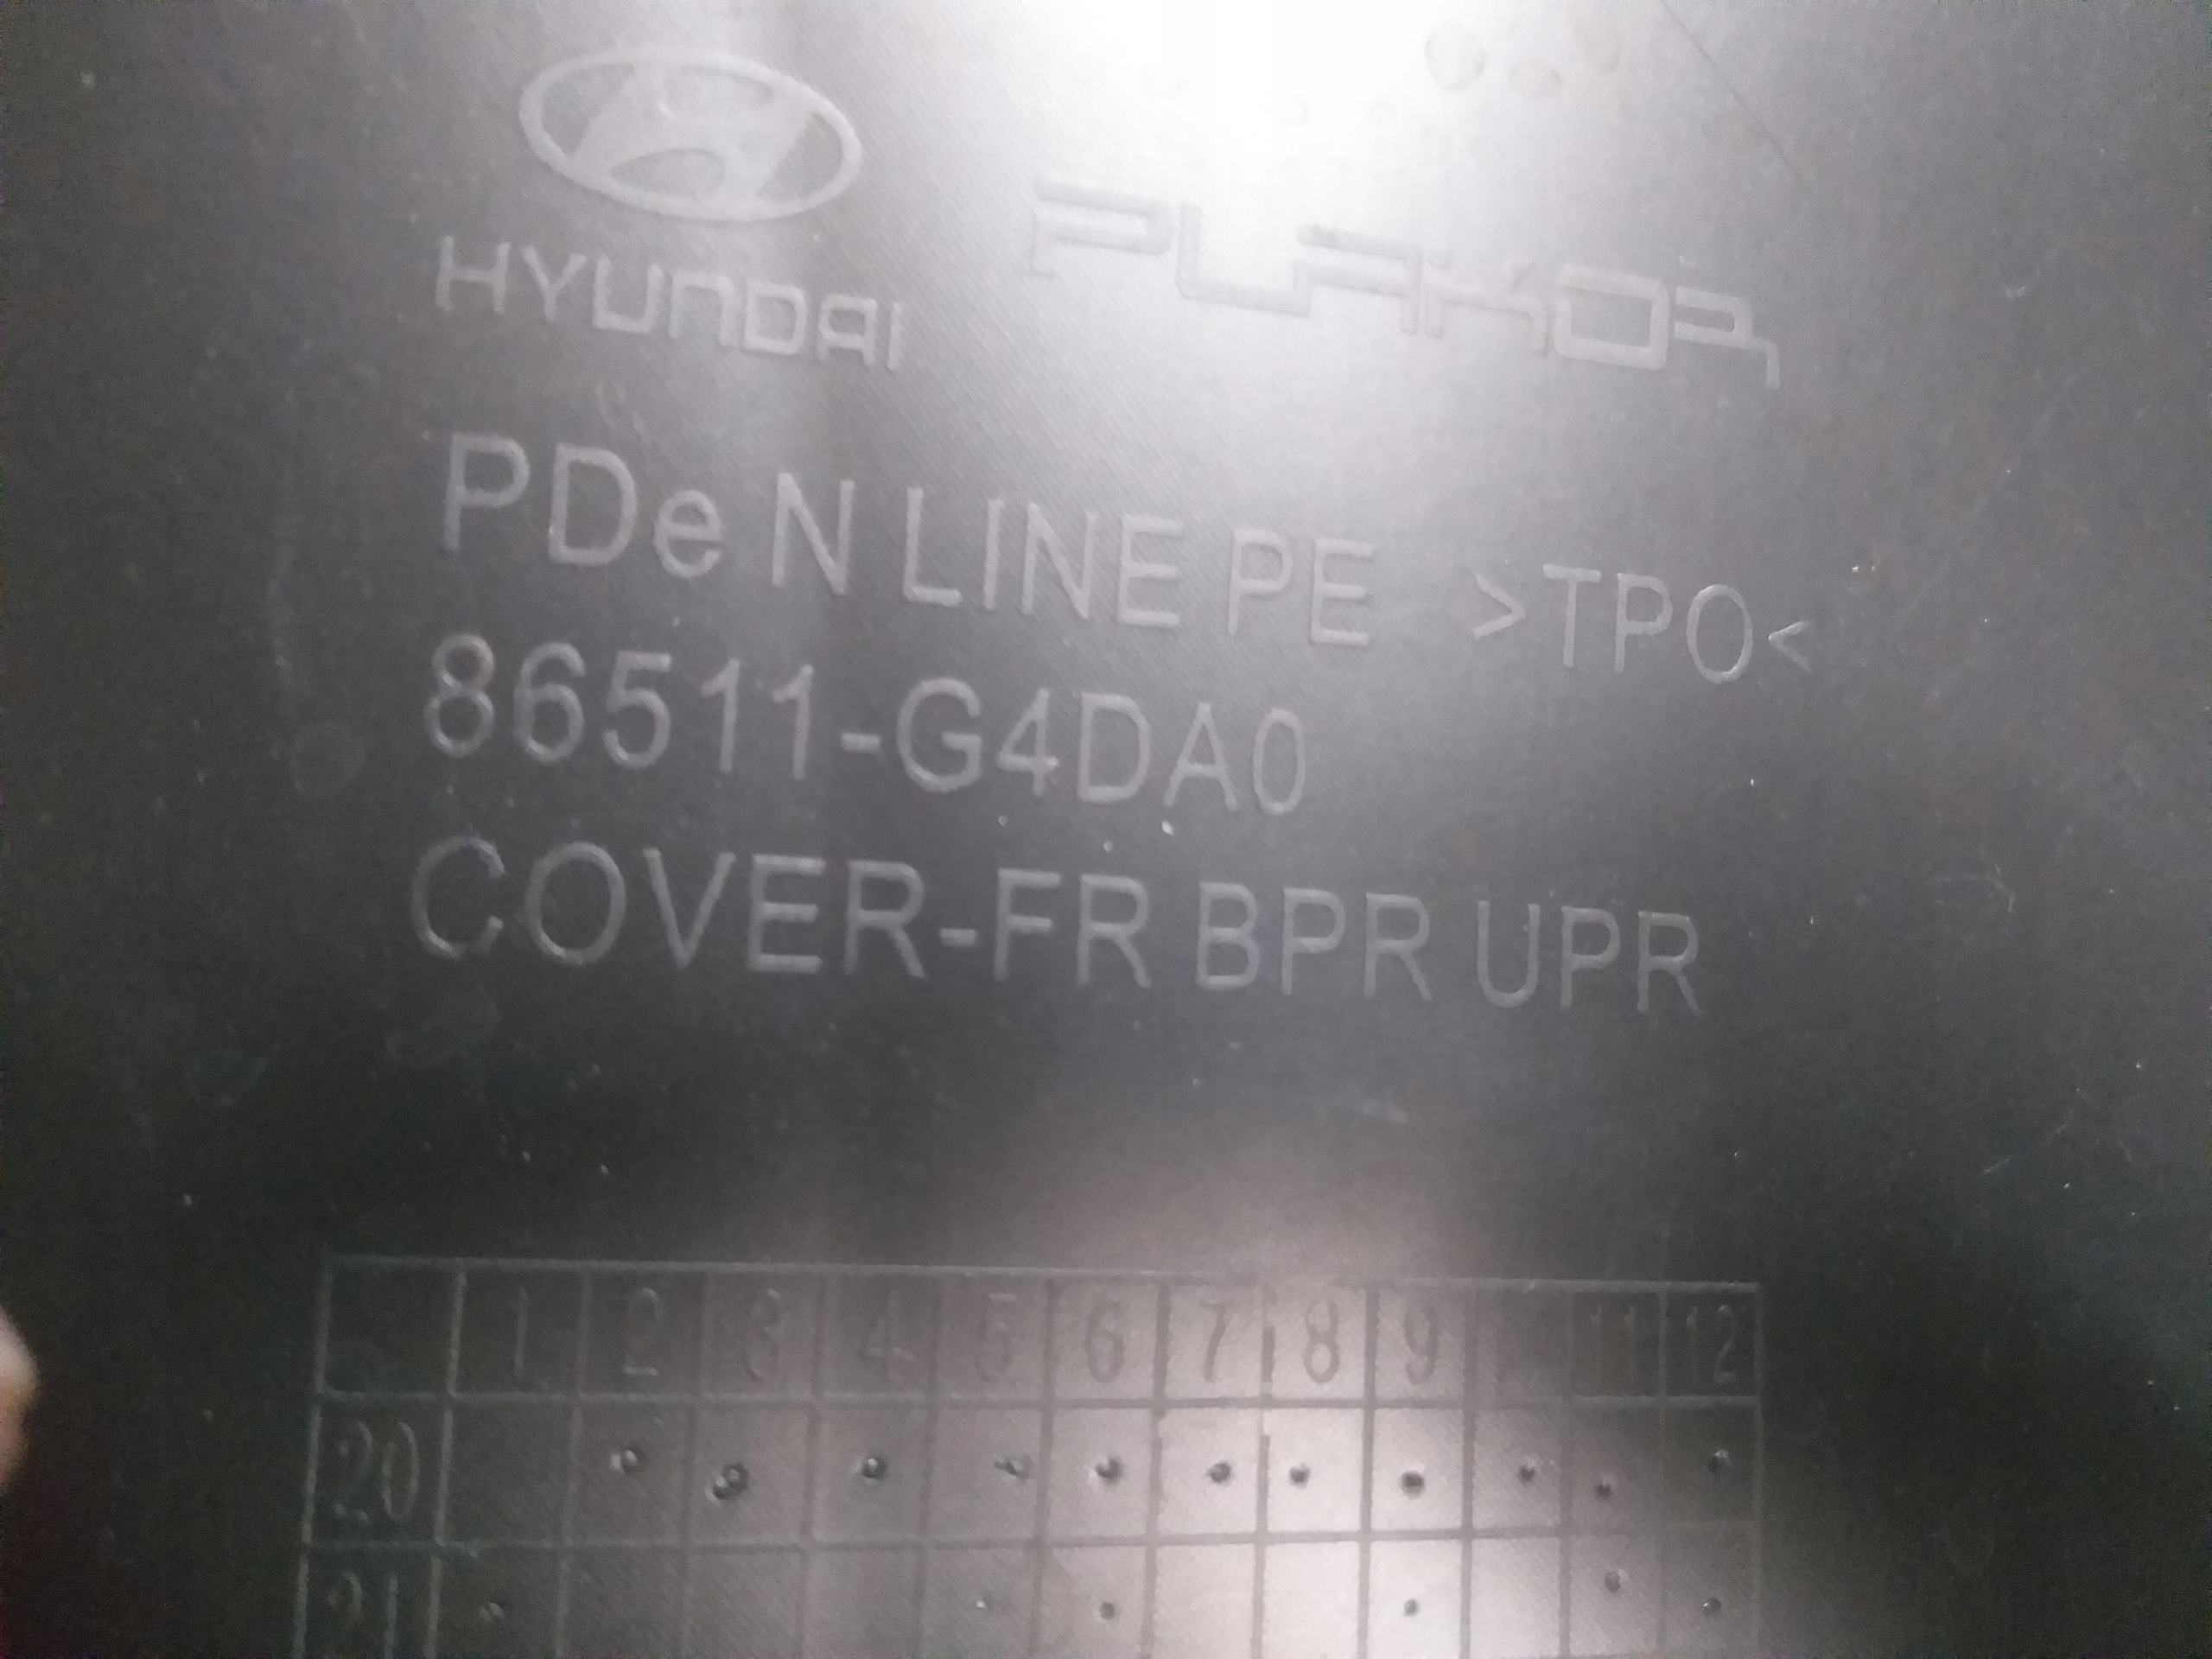 HYUNDAI PLAKOR
PDe N LINE PE >TPO<
86511-G4DA0
COVER-FR BPR UPR
1 2 3 4 5 6 7 8 9 11 12
20
21